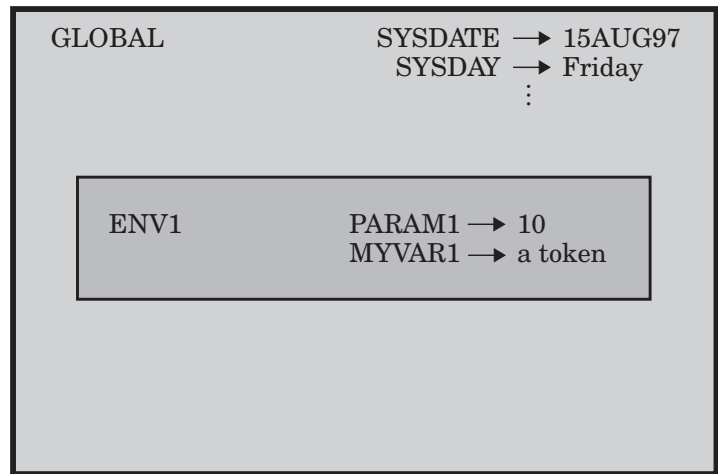 GLOBAL SYSDATE → 15AUG97
SYSDAY → Friday
⋮
ENV1 PARAM1 → 10
MYVAR1 → a token